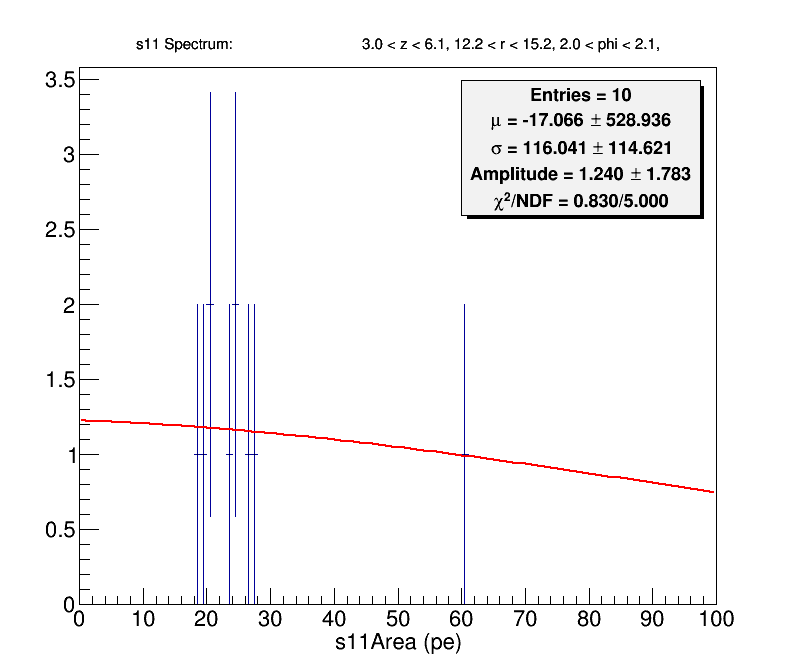 s11 Spectrum: 3.0 < z < 6.1, 12.2 < r < 15.2, 2.0 < phi < 2.1,
Entries = 10
μ = -17.066 ± 528.936
σ = 116.041 ± 114.621
Amplitude = 1.240 ± 1.783
χ²/NDF = 0.830/5.000
3.5
3
2.5
2
1.5
1
0.5
0
0 10 20 30 40 50 60 70 80 90 100
s11Area (pe)